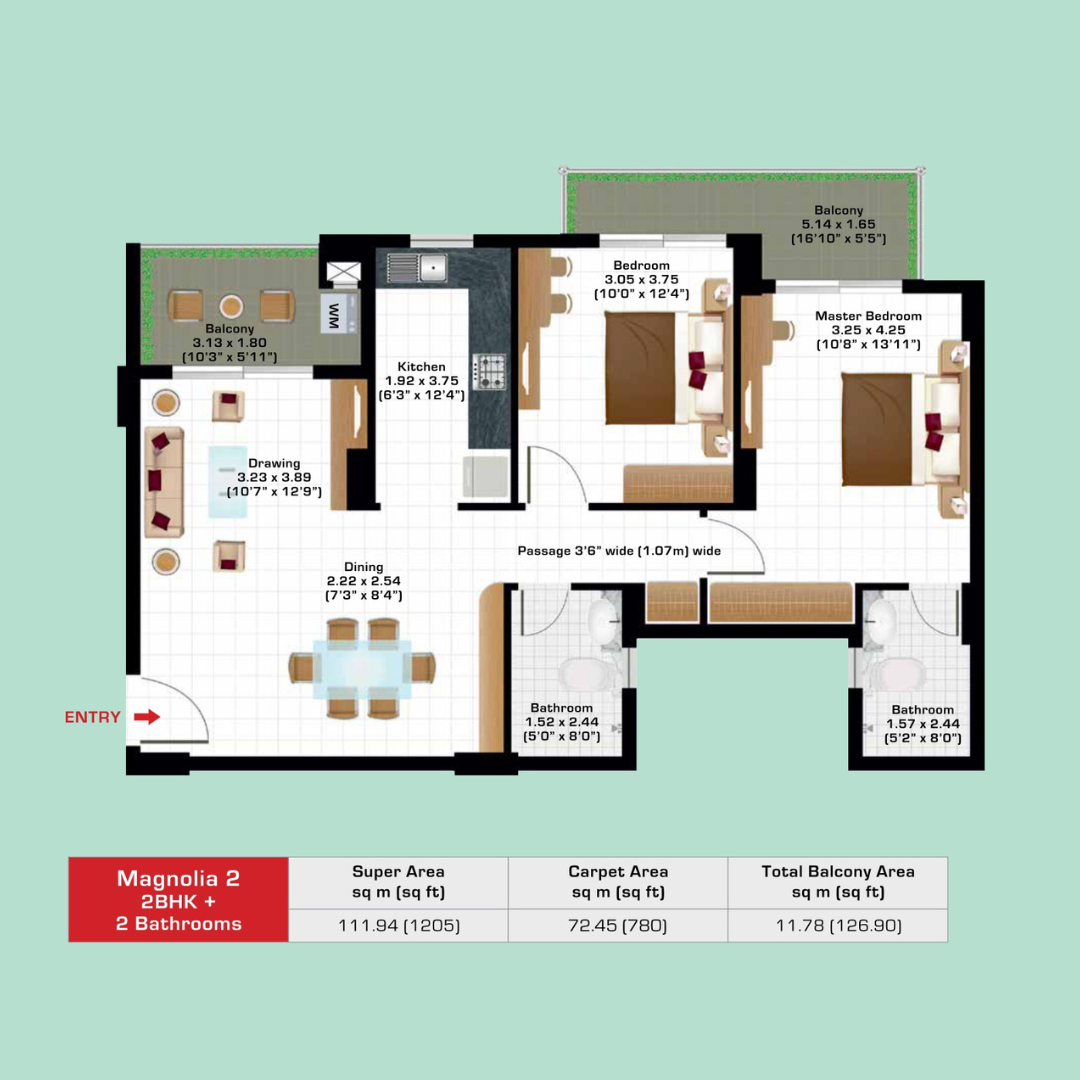 Balcony
5.14 x 1.65
(16'10" x 5'5")
Bedroom
3.05 x 3.75
(10'0" x 12'4")
Master Bedroom
3.25 x 4.25
(10'8" x 13'11")
WM
Balcony
3.13 x 1.80
(10'3" x 5'11")
Kitchen
1.92 x 3.75
(6'3" x 12'4")
Drawing
3.23 x 3.89
(10'7" x 12'9")
Passage 3'6" wide (1.07m) wide
Dining
2.22 x 2.54
(7'3" x 8'4")
ENTRY
Bathroom
1.52 x 2.44
(5'0" x 8'0")
Bathroom
1.57 x 2.44
(5'2" x 8'0")
Magnolia 2
2BHK +
2 Bathrooms
Super Area
sq m (sq ft)
111.94 (1205)
Carpet Area
sq m (sq ft)
72.45 (780)
Total Balcony Area
sq m (sq ft)
11.78 (126.90)